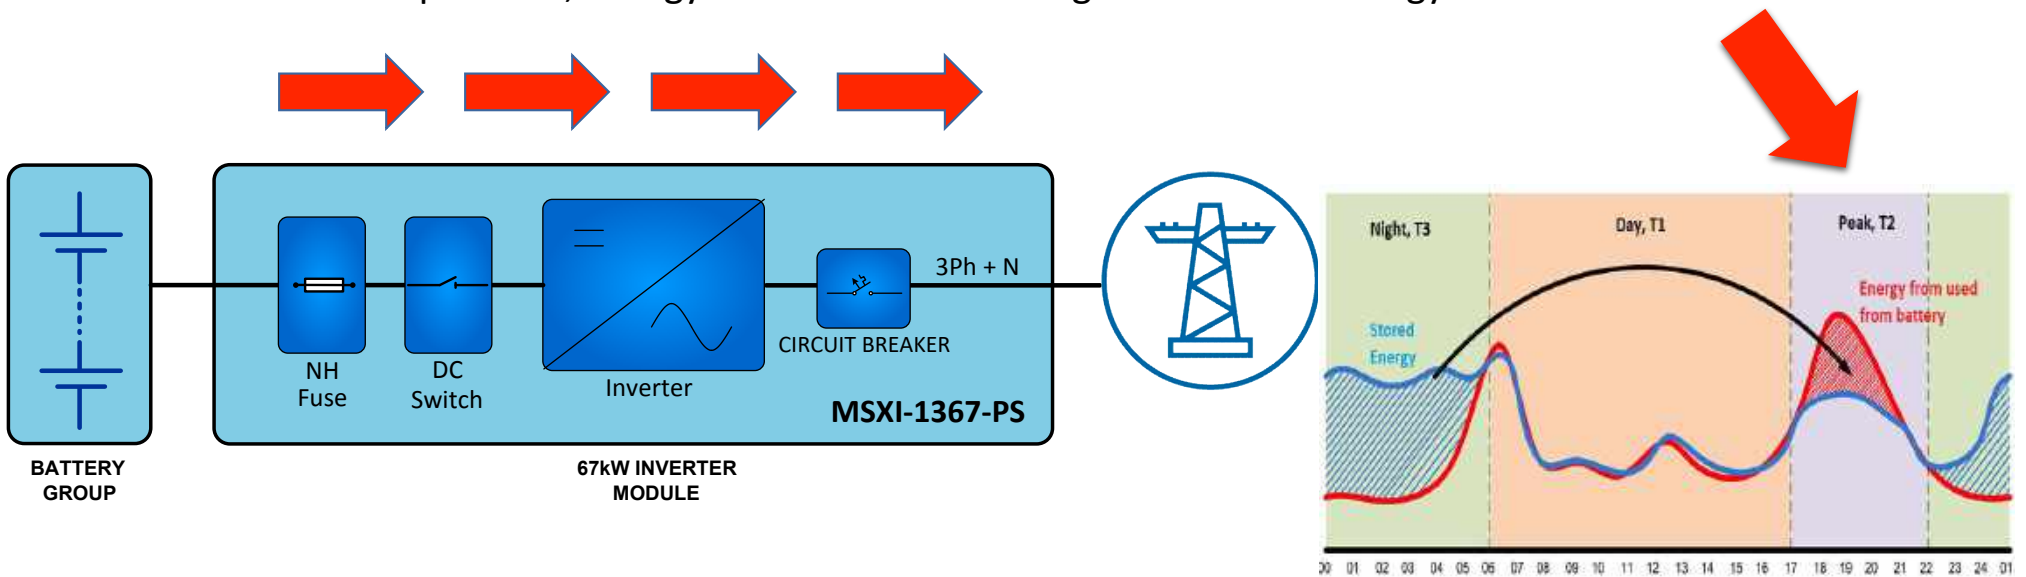 Night, T3
Day, T1
Peak, T2
3Ph + N
Energy from used
from battery
Stored
Energy
CIRCUIT BREAKER
NH
Fuse
DC
Switch
Inverter
MSXI-1367-PS
BATTERY
GROUP
67kW INVERTER
MODULE
00 01 02 03 04 05 06 07 08 09 10 11 12 13 14 15 16 17 18 19 20 21 22 23 24 01